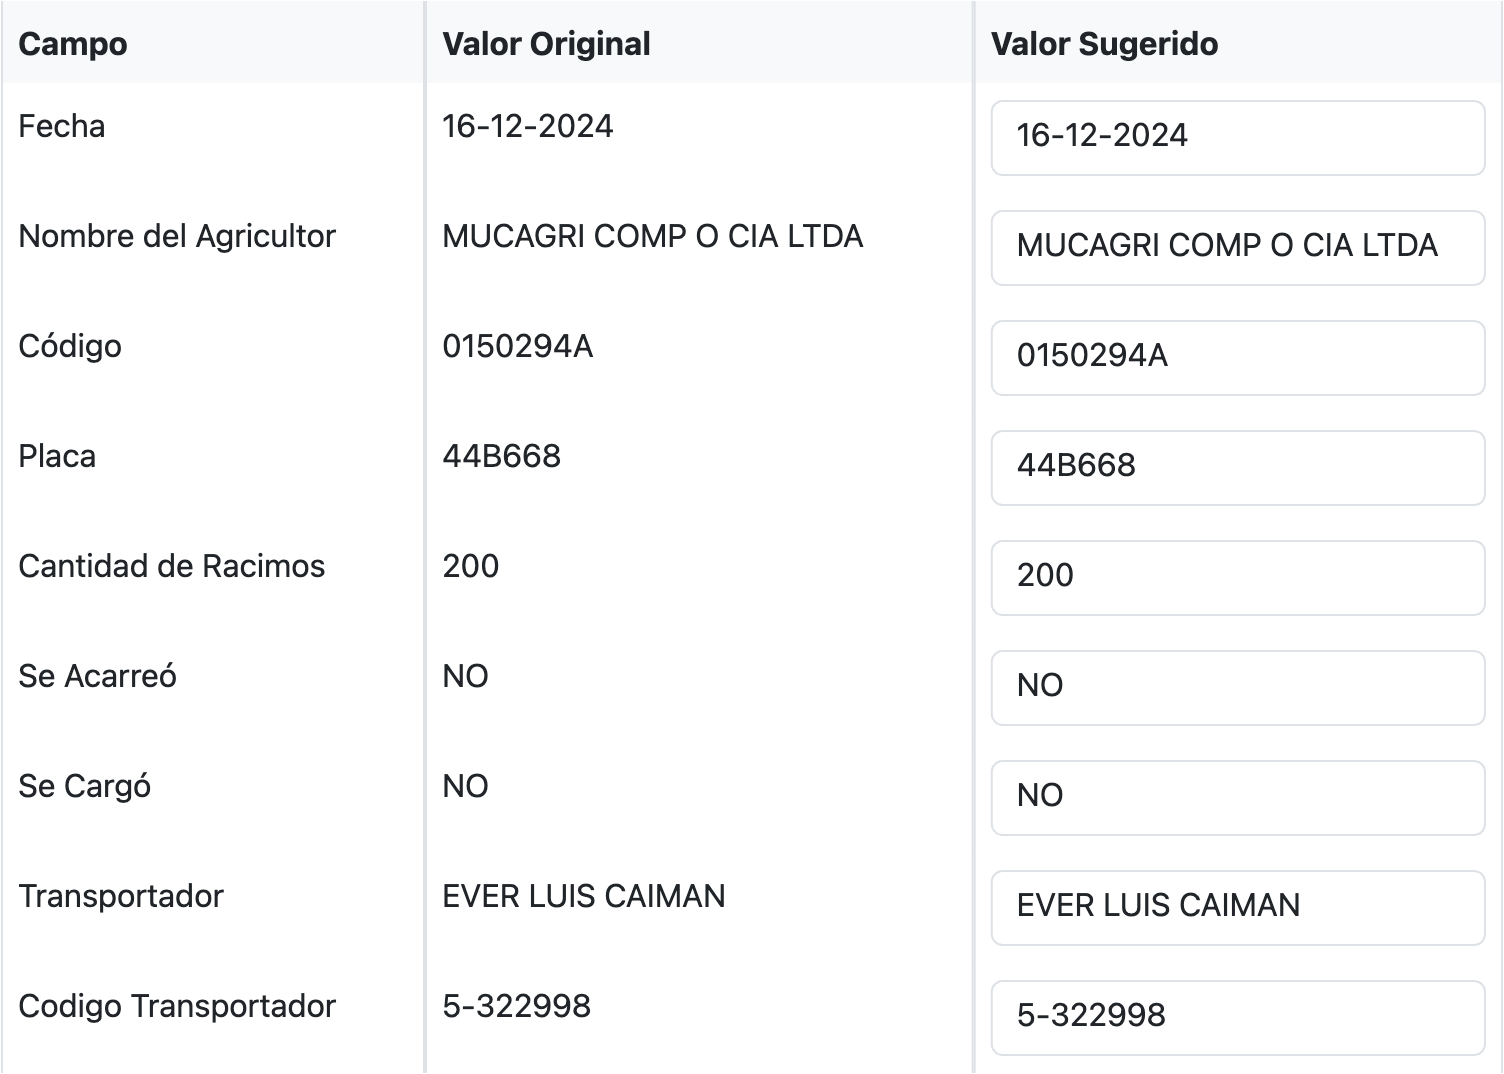 Campo Valor Original Valor Sugerido
Fecha 16-12-2024 16-12-2024
Nombre del Agricultor MUCAGRI COMP O CIA LTDA MUCAGRI COMP O CIA LTDA
Código 0150294A 0150294A
Placa 44B668 44B668
Cantidad de Racimos 200 200
Se Acarreó NO NO
Se Cargó NO NO
Transportador EVER LUIS CAIMAN EVER LUIS CAIMAN
Codigo Transportador 5-322998 5-322998